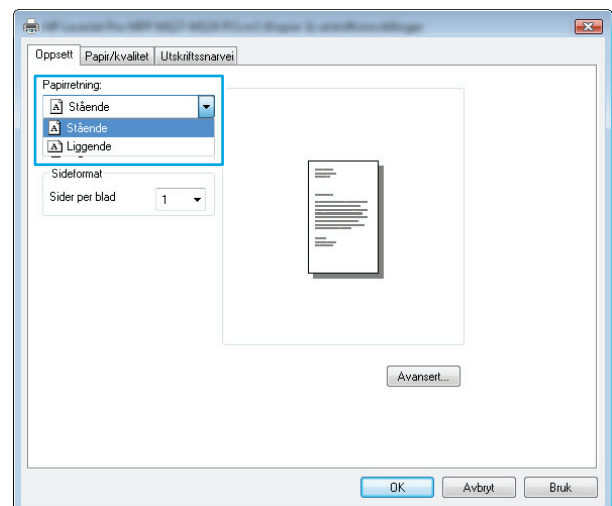 Oppsett Papir/kvalitet Utskriftssnarvei
Papirretning:
Stående
Stående
Liggende
Sideformat
Sider per blad 1
Avansert...
OK Avbryt Bruk